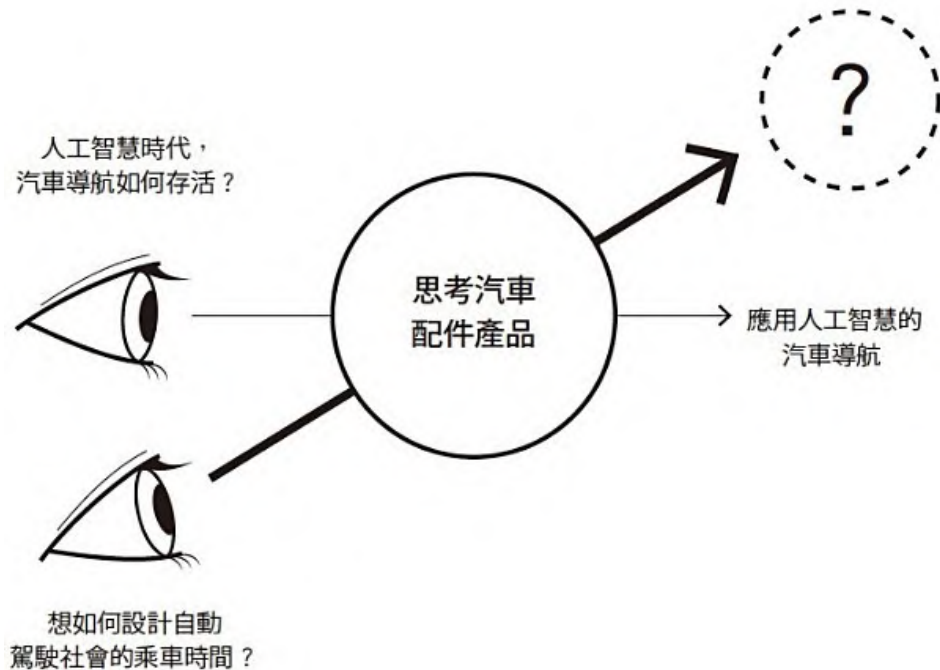 ?
人工智慧時代，
汽車導航如何存活？
思考汽車
配件產品
應用人工智慧的
汽車導航
想如何設計自動
駕駛社會的乘車時間？